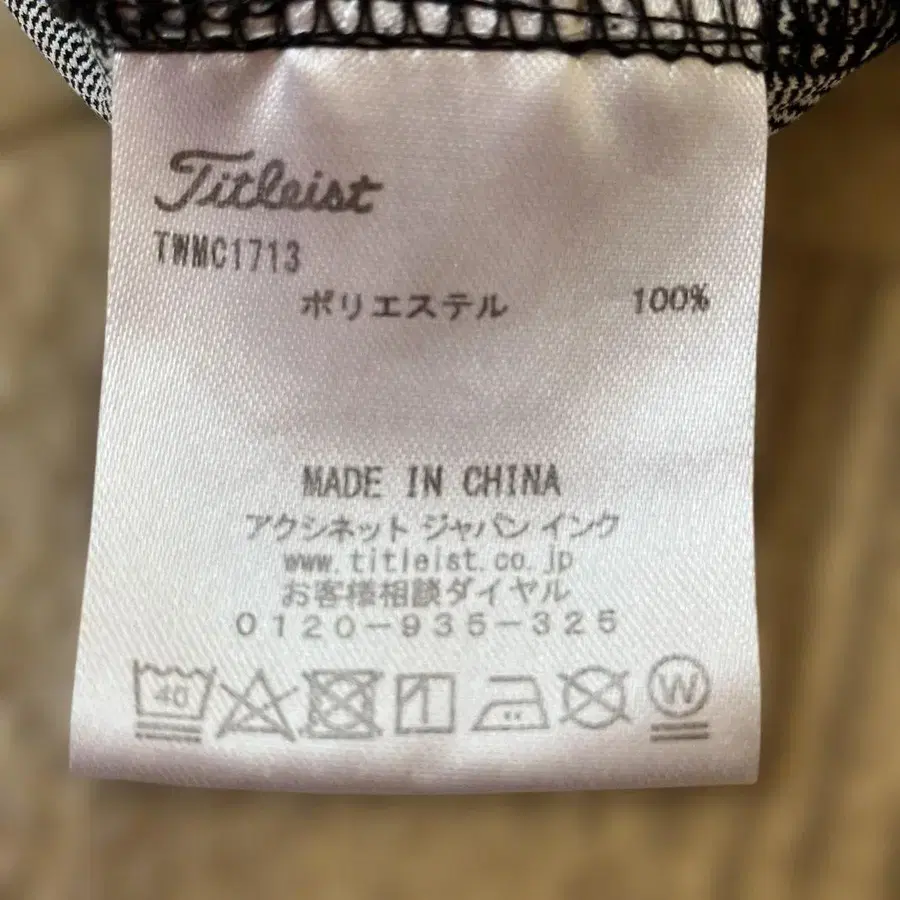 Titleist
TWMC1713
ポリエステル 100%
MADE IN CHINA
アクシネット ジャパン インク
www.titleist.co.jp
お客様相談ダイヤル
0120-935-325
40 W